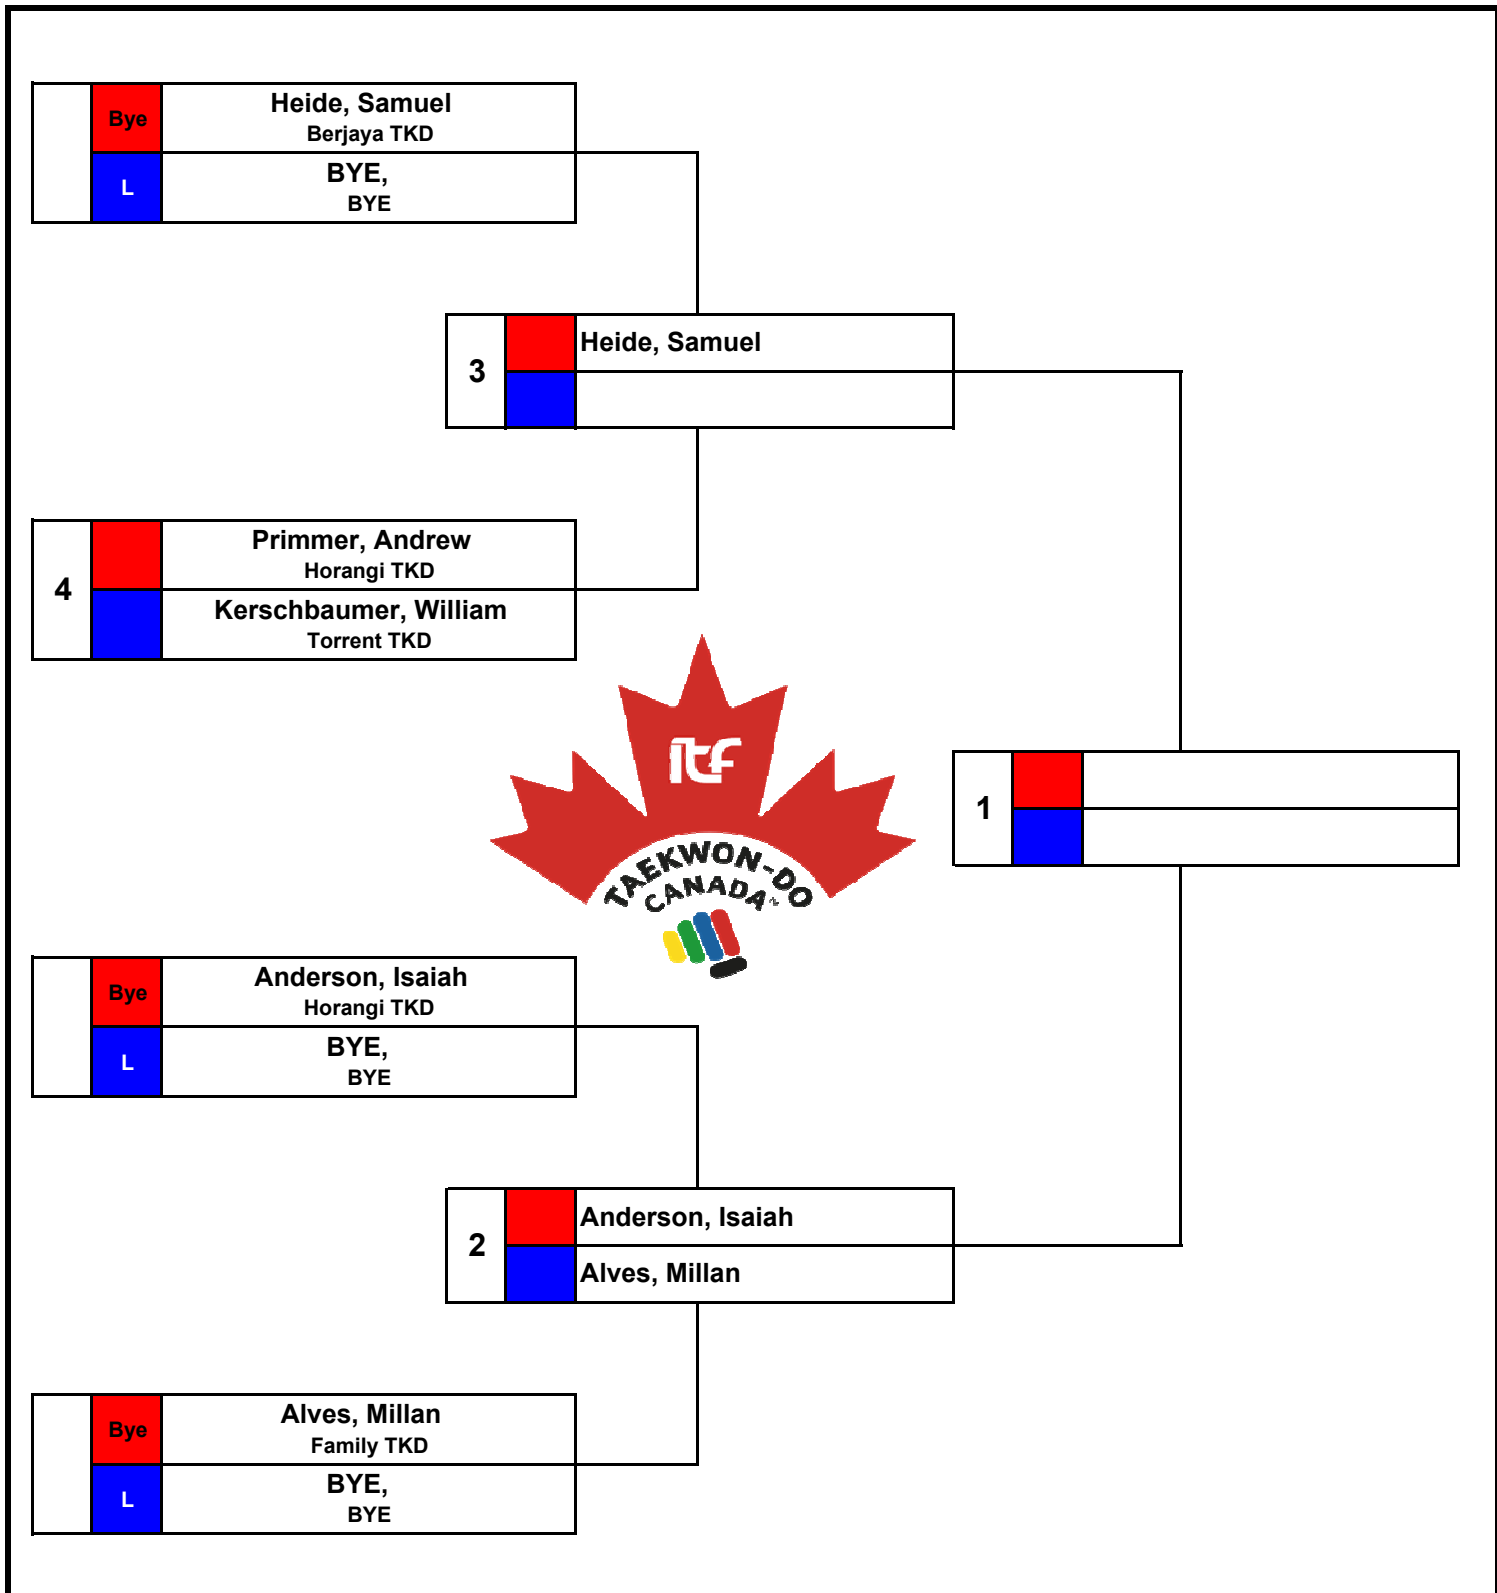 Bye
Heide, Samuel
Berjaya TKD
L
BYE,
BYE
3
Heide, Samuel
4
Primmer, Andrew
Horangi TKD
Kerschbaumer, William
Torrent TKD
itf
TAEKWON-DO
CANADA
1
Bye
Anderson, Isaiah
Horangi TKD
L
BYE,
BYE
2
Anderson, Isaiah
Alves, Millan
Bye
Alves, Millan
Family TKD
L
BYE,
BYE